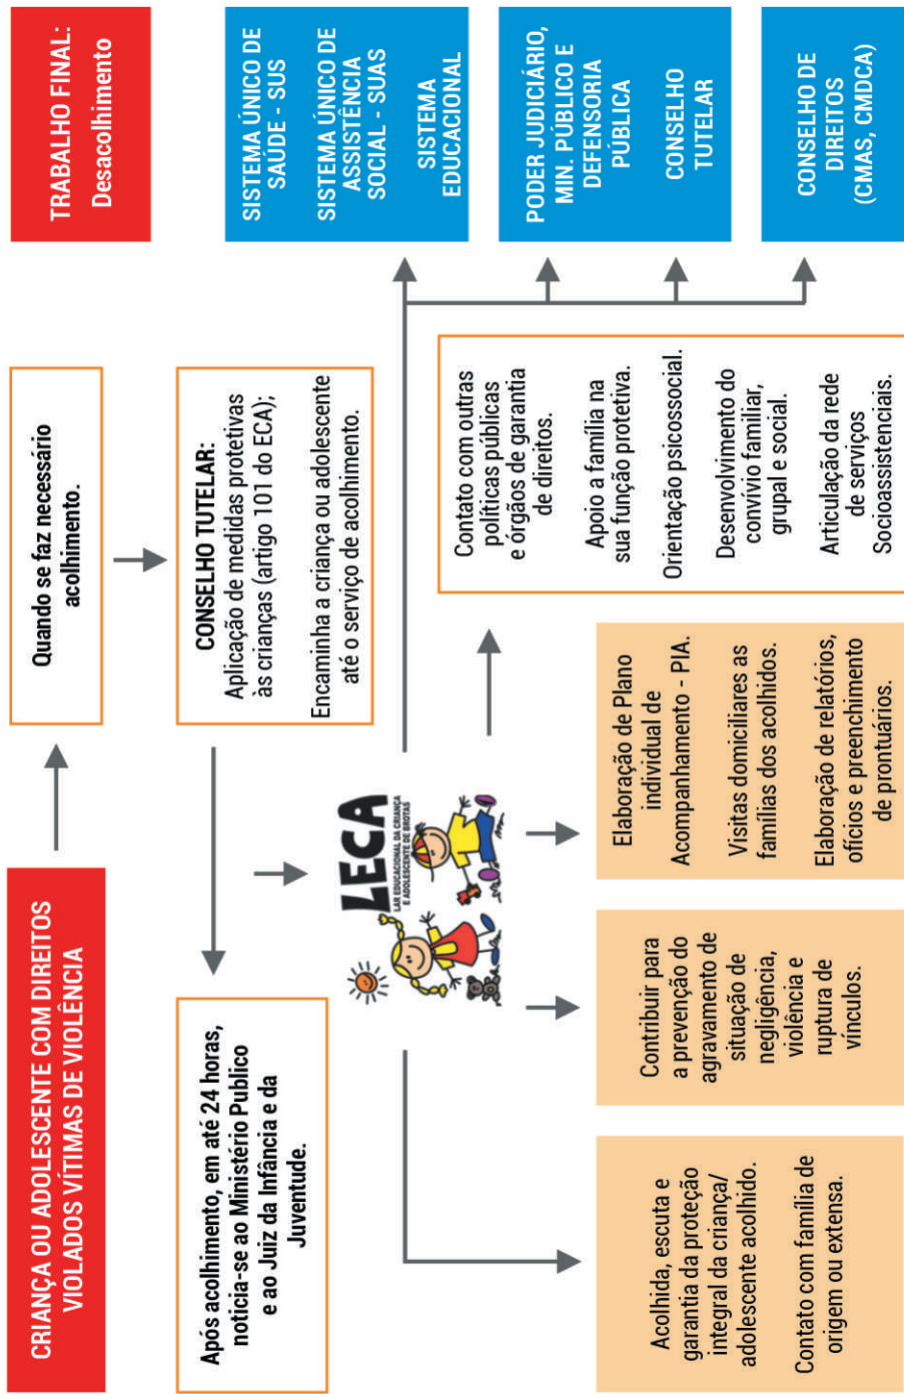 CRIANÇA OU ADOLESCENTE COM DIREITOS
VIOLADOS VÍTIMAS DE VIOLÊNCIA
Quando se faz necessário
acolhimento.
TRABALHO FINAL:
Desacolhimento
Após acolhimento, em até 24 horas,
noticia-se ao Ministério Publico
e ao Juiz da Infância e da
Juventude.
CONSELHO TUTELAR:
Aplicação de medidas protetivas
às crianças (artigo 101 do ECA);
Encaminha a criança ou adolescente
até o serviço de acolhimento.
LECA
LAR EDUCACIONAL DA CRIANÇA
E ADOLESCENTE DE BROTAS
SISTEMA ÚNICO DE
SAÚDE - SUS
SISTEMA ÚNICO DE
ASSISTÊNCIA
SOCIAL - SUAS
SISTEMA
EDUCACIONAL
PODER JUDICIÁRIO,
MIN. PÚBLICO E
DEFENSORIA
PÚBLICA
CONSELHO
TUTELAR
CONSELHO DE
DIREITOS
(CMAS, CMDCA)
Acolhida, escuta e
garantia da proteção
integral da criança/
adolescente acolhido.
Contato com família de
origem ou extensa.
Contribuir para
a prevenção do
agravamento de
situação de
negligência,
violência e
ruptura de
vínculos.
Elaboração de Plano
individual de
Acompanhamento - PIA.
Visitas domiciliares as
famílias dos acolhidos.
Elaboração de relatórios,
ofícios e preenchimento
de prontuários.
Contato com outras
políticas públicas
e órgãos de garantia
de direitos.
Apoio a família na
sua função protetiva.
Orientação psicossocial.
Desenvolvimento do
convívio familiar,
grupal e social.
Articulação da rede
de serviços
Socioassistenciais.